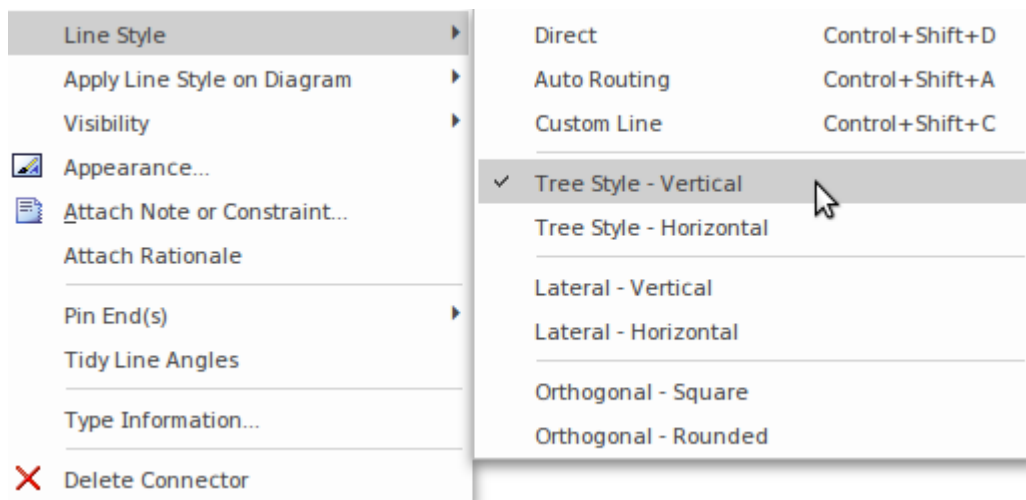 Line Style
Apply Line Style on Diagram
Visibility
Appearance...
Attach Note or Constraint...
Attach Rationale
Pin End(s)
Tidy Line Angles
Type Information...
Delete Connector
Direct Control+Shift+D
Auto Routing Control+Shift+A
Custom Line Control+Shift+C
Tree Style - Vertical
Tree Style - Horizontal
Lateral - Vertical
Lateral - Horizontal
Orthogonal - Square
Orthogonal - Rounded